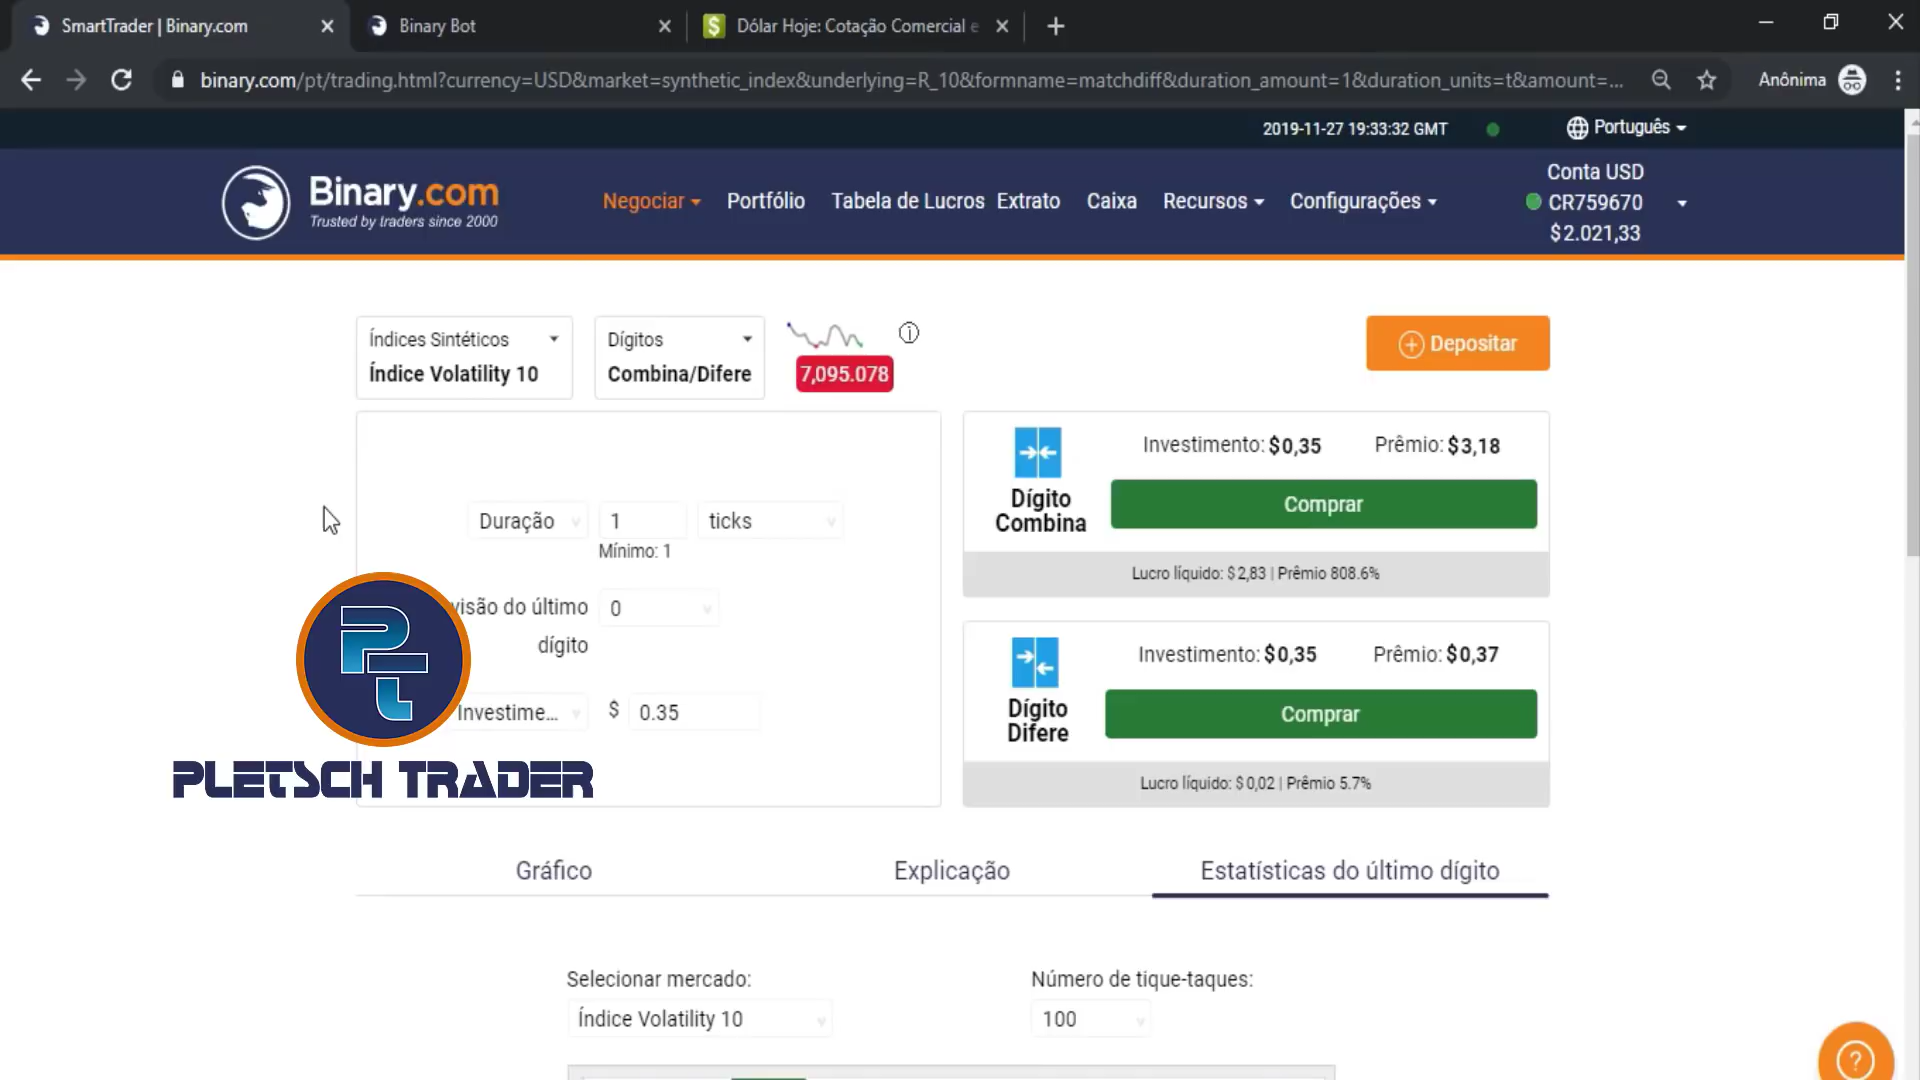 SmartTrader | Binary.com
Binary Bot
Dólar Hoje: Cotação Comercial e
binary.com/pt/trading.html?currency=USD&market=synthetic_index&underlying=R_10&formname=matchdiff&duration_amount=1&duration_units=t&amount=...
Anônima
2019-11-27 19:33:32 GMT
Português
Binary.com
Trusted by traders since 2000
Negociar
Portfólio
Tabela de Lucros
Extrato
Caixa
Recursos
Configurações
Conta USD
CR759670
$2.021,33
Índices Sintéticos
Índice Volatility 10
Dígitos
Combina/Difere
7,095.078
Depositar
Duração
1
ticks
Mínimo: 1
visão do último
dígito
0
Investime...
$
0.35
Dígito
Combina
Investimento: $0,35
Prêmio: $3,18
Comprar
Lucro líquido: $2,83 | Prêmio 808.6%
Dígito
Difere
Investimento: $0,35
Prêmio: $0,37
Comprar
Lucro líquido: $0,02 | Prêmio 5.7%
PLETSCH TRADER
Gráfico
Explicação
Estatísticas do último dígito
Selecionar mercado:
Índice Volatility 10
Número de tique-taques:
100